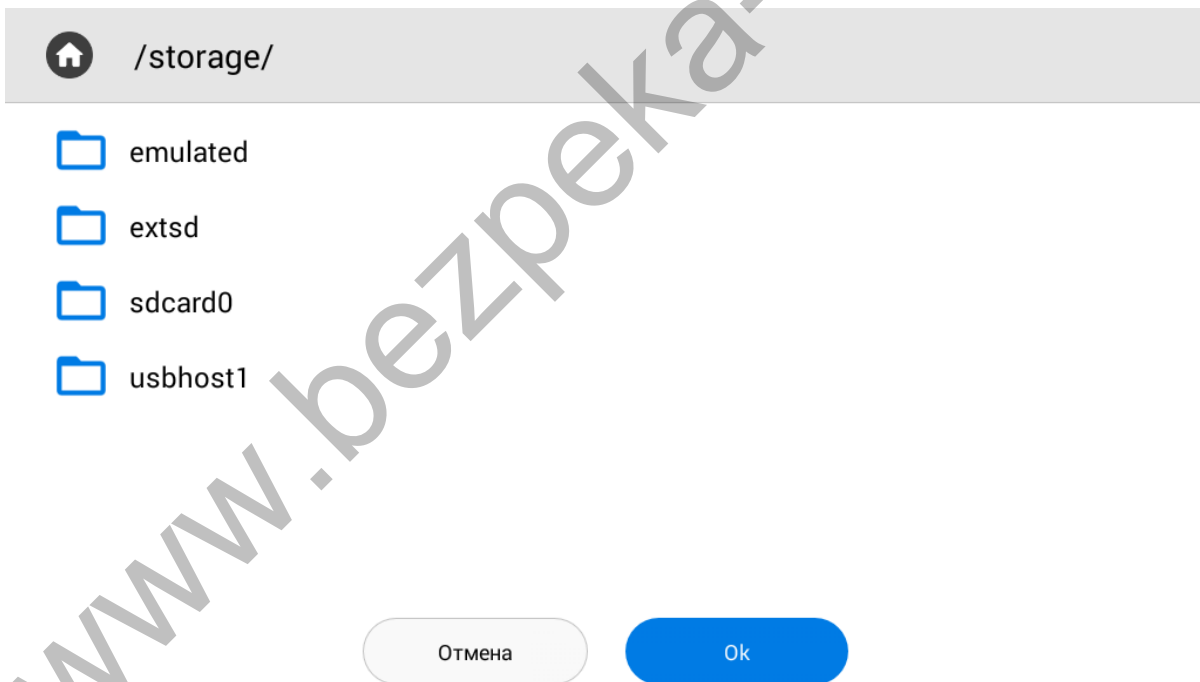 /storage/
emulated
extsd
sdcard0
usbhost1
Отмена
Ok
www.bezpeka-